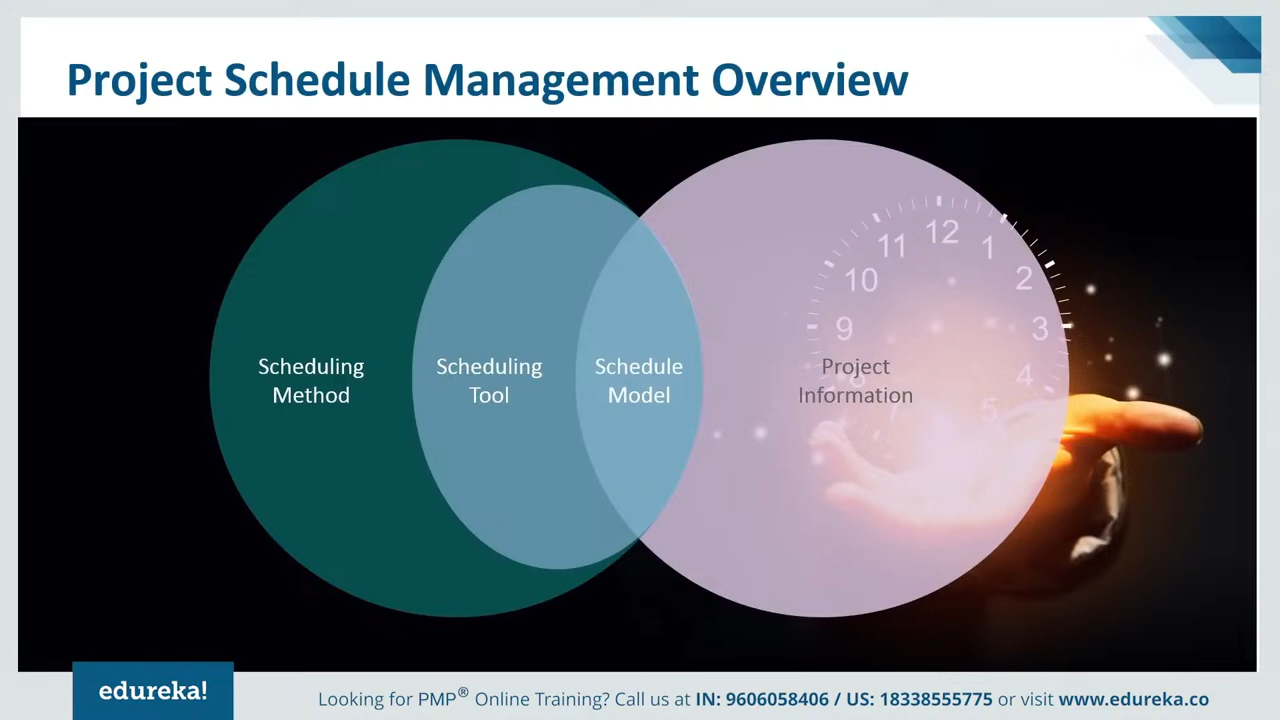 Project Schedule Management Overview
12
11
1
10
2
9
3
4
5
Scheduling
Method
Scheduling
Tool
Schedule
Model
Project
Information
edureka!
Looking for PMP® Online Training? Call us at IN: 9606058406 / US: 18338555775 or visit www.edureka.co